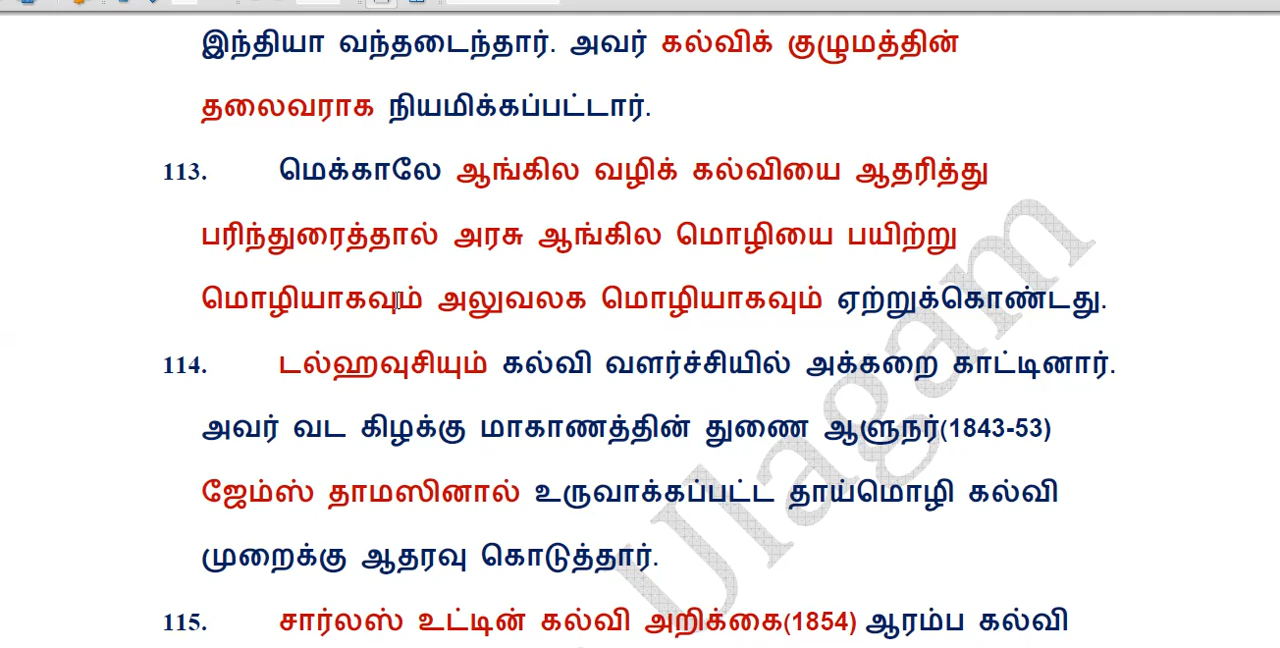 இந்தியா வந்தடைந்தார். அவர் கல்விக் குழுமத்தின்
தலைவராக நியமிக்கப்பட்டார்.
113. மெக்காலே ஆங்கில வழிக் கல்வியை ஆதரித்து
பரிந்துரைத்தால் அரசு ஆங்கில மொழியை பயிற்று
மொழியாகவும் அலுவலக மொழியாகவும் ஏற்றுக்கொண்டது.
114. டல்ஹவுசியும் கல்வி வளர்ச்சியில் அக்கறை காட்டினார்.
அவர் வட கிழக்கு மாகாணத்தின் துணை ஆளுநர்(1843-53)
ஜேம்ஸ் தாமஸினால் உருவாக்கப்பட்ட தாய்மொழி கல்வி
முறைக்கு ஆதரவு கொடுத்தார்.
115. சார்லஸ் உட்டின் கல்வி அறிக்கை(1854) ஆரம்ப கல்வி
Ulagam